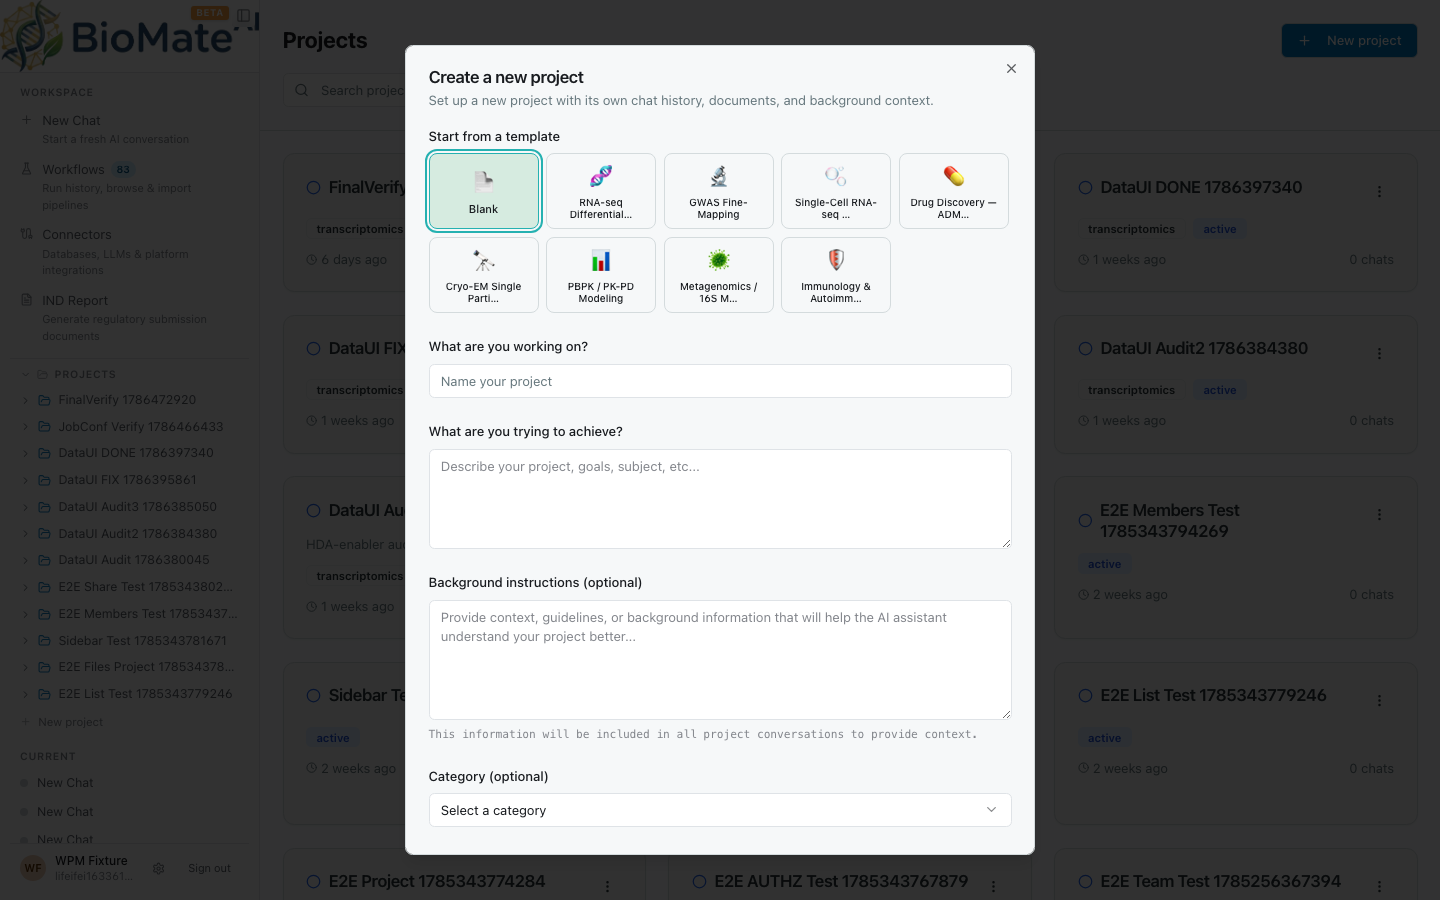 BioMate
BETA
WORKSPACE
New Chat
Start a fresh AI conversation
Workflows 83
Run history, browse & import
pipelines
Connectors
Databases, LLMs & platform
integrations
IND Report
Generate regulatory submission
documents
PROJECTS
FinalVerify 1786472920
JobConf Verify 1786466433
DataUI DONE 1786397340
DataUI FIX 1786395861
DataUI Audit3 1786385050
DataUI Audit2 1786384380
DataUI Audit 1786380045
E2E Share Test 1785343802...
E2E Members Test 17853437...
Sidebar Test 1785343781671
E2E Files Project 178534378...
E2E List Test 1785343779246
New project
CURRENT
New Chat
New Chat
New Chat
WF
WPM Fixture
lifeifei163361...
Sign out
Projects
New project
Search projec
FinalVerify
transcriptomics
6 days ago
DataUI DONE 1786397340
transcriptomics active
1 weeks ago 0 chats
DataUI FIX
transcriptomics
1 weeks ago
DataUI Audit2 1786384380
transcriptomics active
1 weeks ago 0 chats
DataUI Au
HDA-enabler au
transcriptomics
1 weeks ago
E2E Members Test
1785343794269
active
2 weeks ago 0 chats
Sidebar Te
active
2 weeks ago
E2E List Test 1785343779246
active
2 weeks ago 0 chats
E2E Project 1785343774284
E2E AUTHZ Test 1785343767879
E2E Team Test 1785256367394
Create a new project
Set up a new project with its own chat history, documents, and background context.
Start from a template
Blank
RNA-seq
Differential...
GWAS Fine-
Mapping
Single-Cell RNA-
seq ...
Drug Discovery —
ADM...
Cryo-EM Single
Parti...
PBPK / PK-PD
Modeling
Metagenomics /
16S M...
Immunology &
Autoimm...
What are you working on?
Name your project
What are you trying to achieve?
Describe your project, goals, subject, etc...
Background instructions (optional)
Provide context, guidelines, or background information that will help the AI assistant
understand your project better...
This information will be included in all project conversations to provide context.
Category (optional)
Select a category